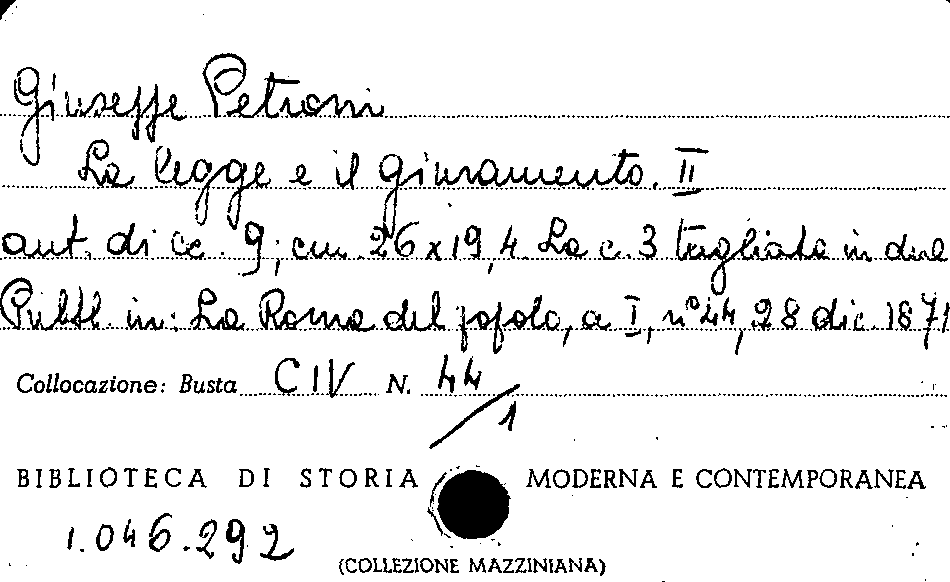 Giuseppe Petroni
La legge e il giuramento. II
aut. di cc. 9; cm. 26x19,4. La c. 3 tagliata in due
Pubbl. in: La Roma del popolo, a I, n° 44, 28 dic. 1871
Collocazione: Busta CIV N. 44/1
BIBLIOTECA DI STORIA MODERNA E CONTEMPORANEA
1.046.292
(COLLEZIONE MAZZINIANA)